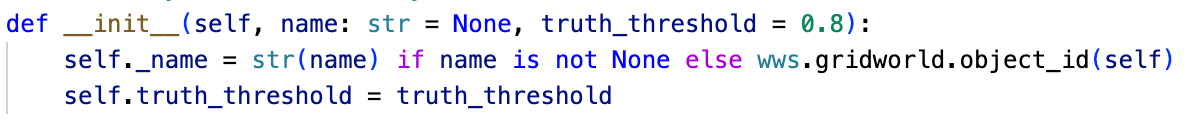 def __init__(self, name: str = None, truth_threshold = 0.8):
    self._name = str(name) if name is not None else wws.gridworld.object_id(self)
    self.truth_threshold = truth_threshold